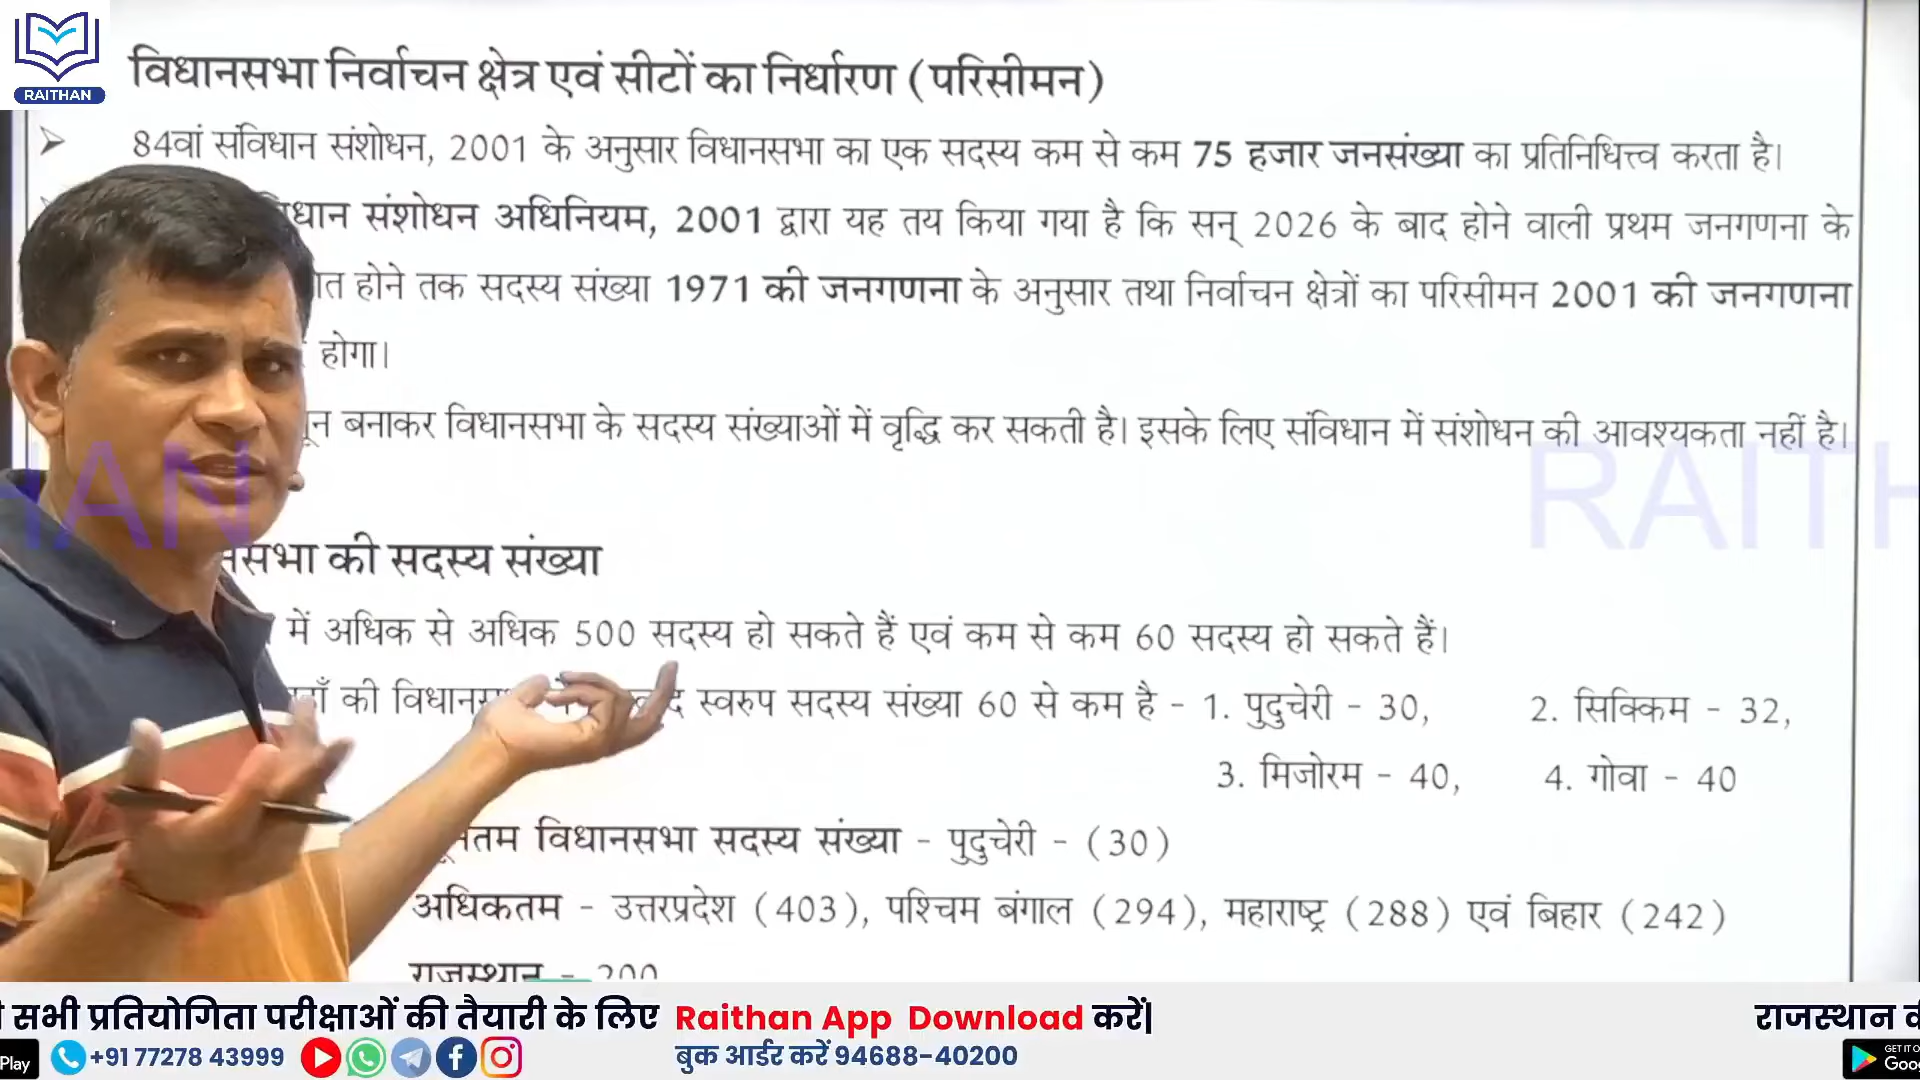 RAITHAN
विधानसभा निर्वाचन क्षेत्र एवं सीटों का निर्धारण (परिसीमन)
➢ 84वां संविधान संशोधन, 2001 के अनुसार विधानसभा का एक सदस्य कम से कम 75 हजार जनसंख्या का प्रतिनिधित्त्व करता है।
संशोधन अधिनियम, 2001 द्वारा यह तय किया गया है कि सन् 2026 के बाद होने वाली प्रथम जनगणना के
होने तक सदस्य संख्या 1971 की जनगणना के अनुसार तथा निर्वाचन क्षेत्रों का परिसीमन 2001 की जनगणना
होगा।
बनाकर विधानसभा के सदस्य संख्याओं में वृद्धि कर सकती है। इसके लिए संविधान में संशोधन की आवश्यकता नहीं है।
की सदस्य संख्या
में अधिक से अधिक 500 सदस्य हो सकते हैं एवं कम से कम 60 सदस्य हो सकते हैं।
की स्वरुप सदस्य संख्या 60 से कम है - 1. पुदुचेरी - 30, 2. सिक्किम - 32,
3. मिजोरम - 40, 4. गोवा - 40
विधानसभा सदस्य संख्या - पुदुचेरी - (30)
अधिकतम - उत्तरप्रदेश (403), पश्चिम बंगाल (294), महाराष्ट्र (288) एवं बिहार (242)
राजस्थान - 200
सभी प्रतियोगिता परीक्षाओं की तैयारी के लिए Raithan App Download करें| राजस्थान
Play +91 77278 43999 बुक आर्डर करें 94688-40200 GET IT